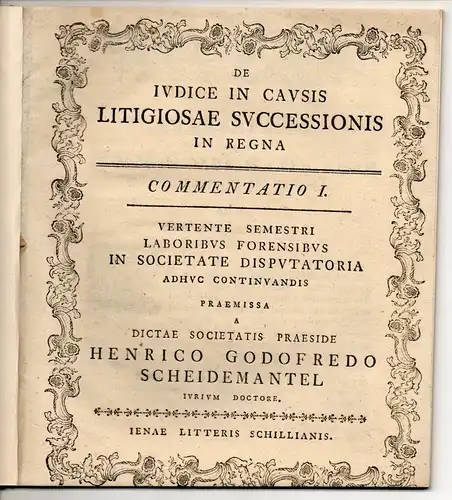 DE
IVDICE IN CAVSIS
LITIGIOSAE SVCCESSIONIS
IN REGNA
COMMENTATIO I.
VERTENTE SEMESTRI
LABORIBVS FORENSIBVS
IN SOCIETATE DISPVTATORIA
ADHVC CONTINVANDIS
PRAEMISSA
A
DICTAE SOCIETATIS PRAESIDE
HENRICO GODOFREDO
SCHEIDEMANTEL
IVRIVM DOCTORE.
IENAE LITTERIS SCHILLIANIS.